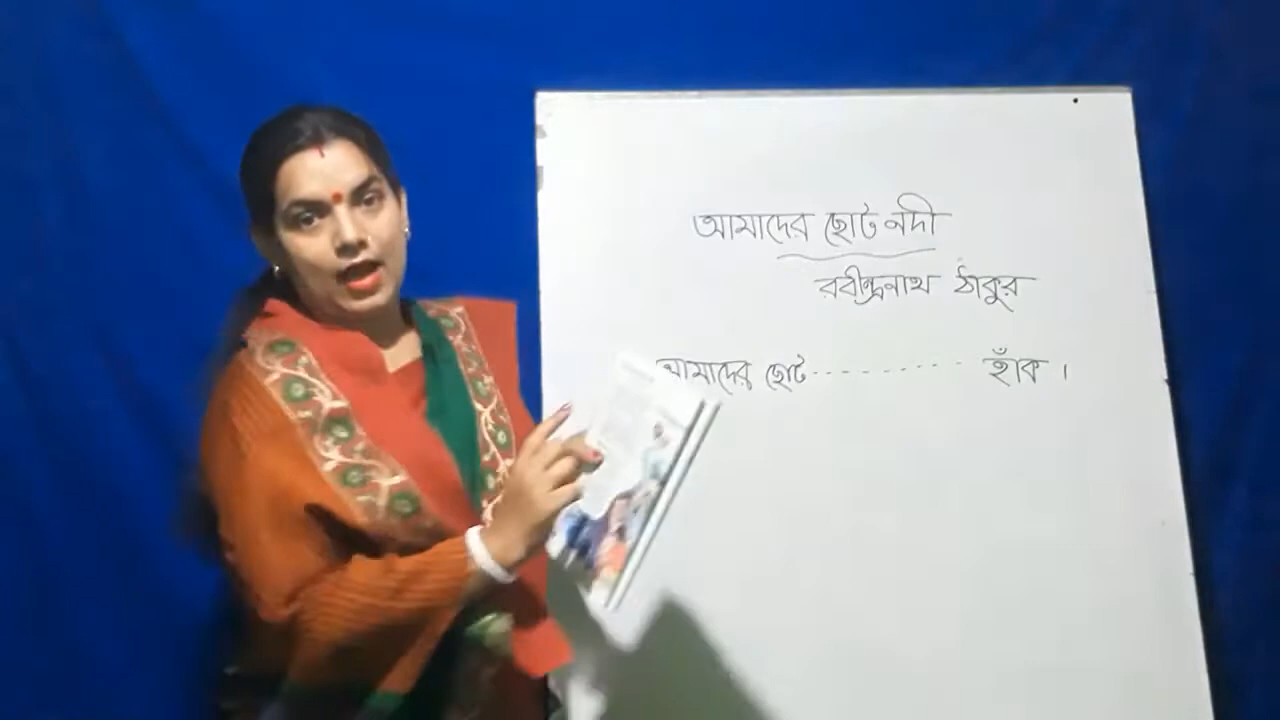 আমাদের ছোট নদী
রবীন্দ্রনাথ ঠাকুর
আমাদের ছোট - - - - - - - - - - হাঁক ।